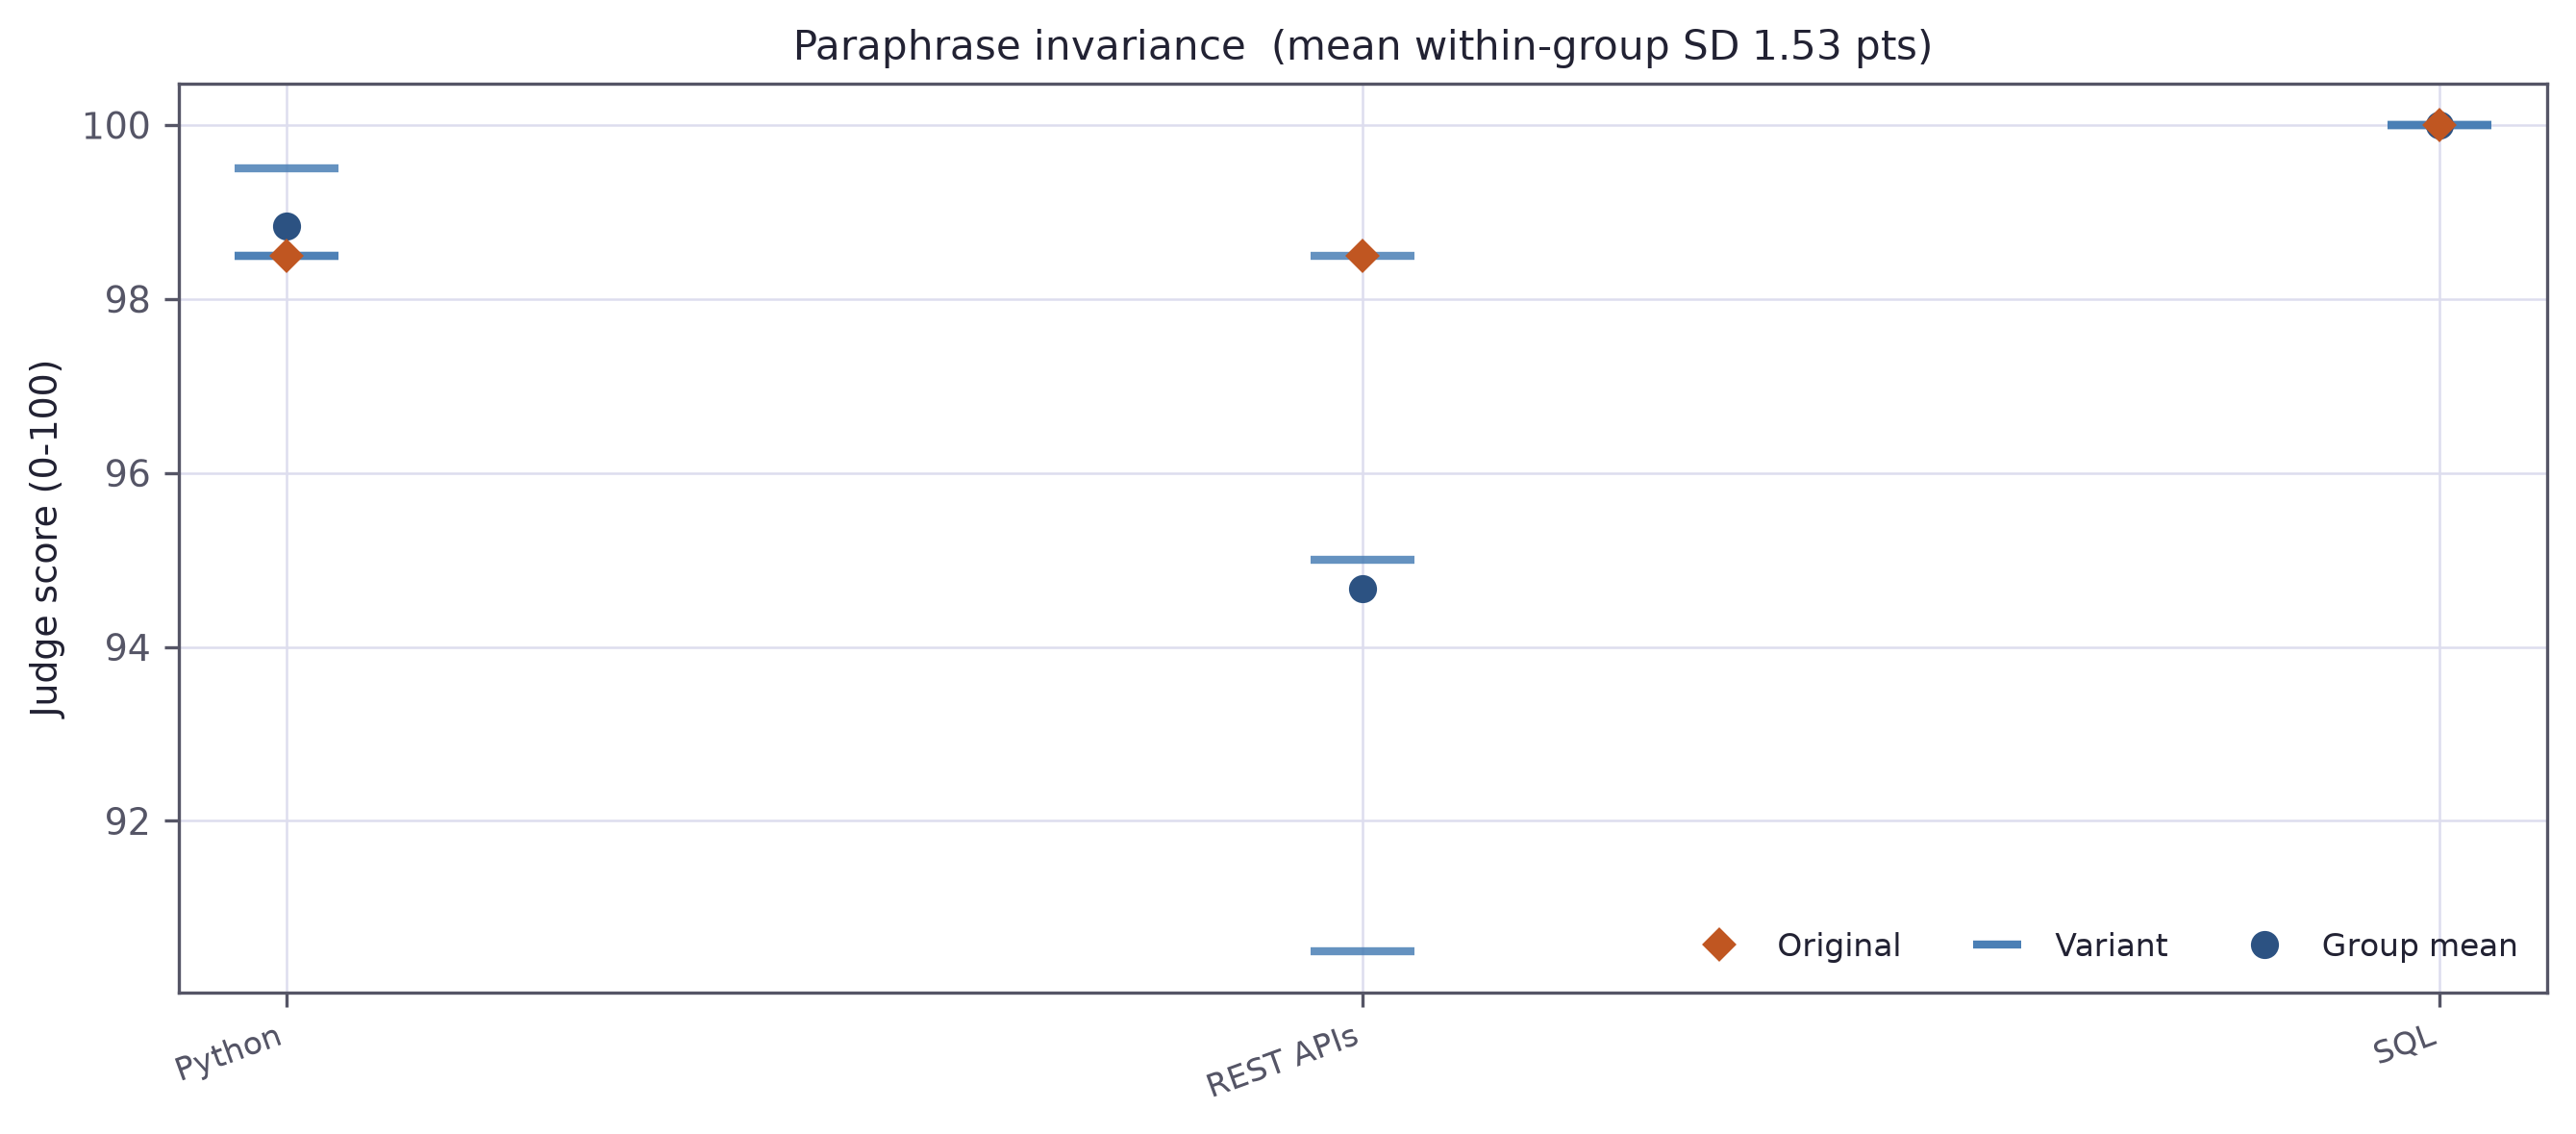 Paraphrase invariance  (mean within-group SD 1.53 pts)
Judge score (0-100)
100
98
96
94
92
Original
Variant
Group mean
Python
REST APIs
SQL